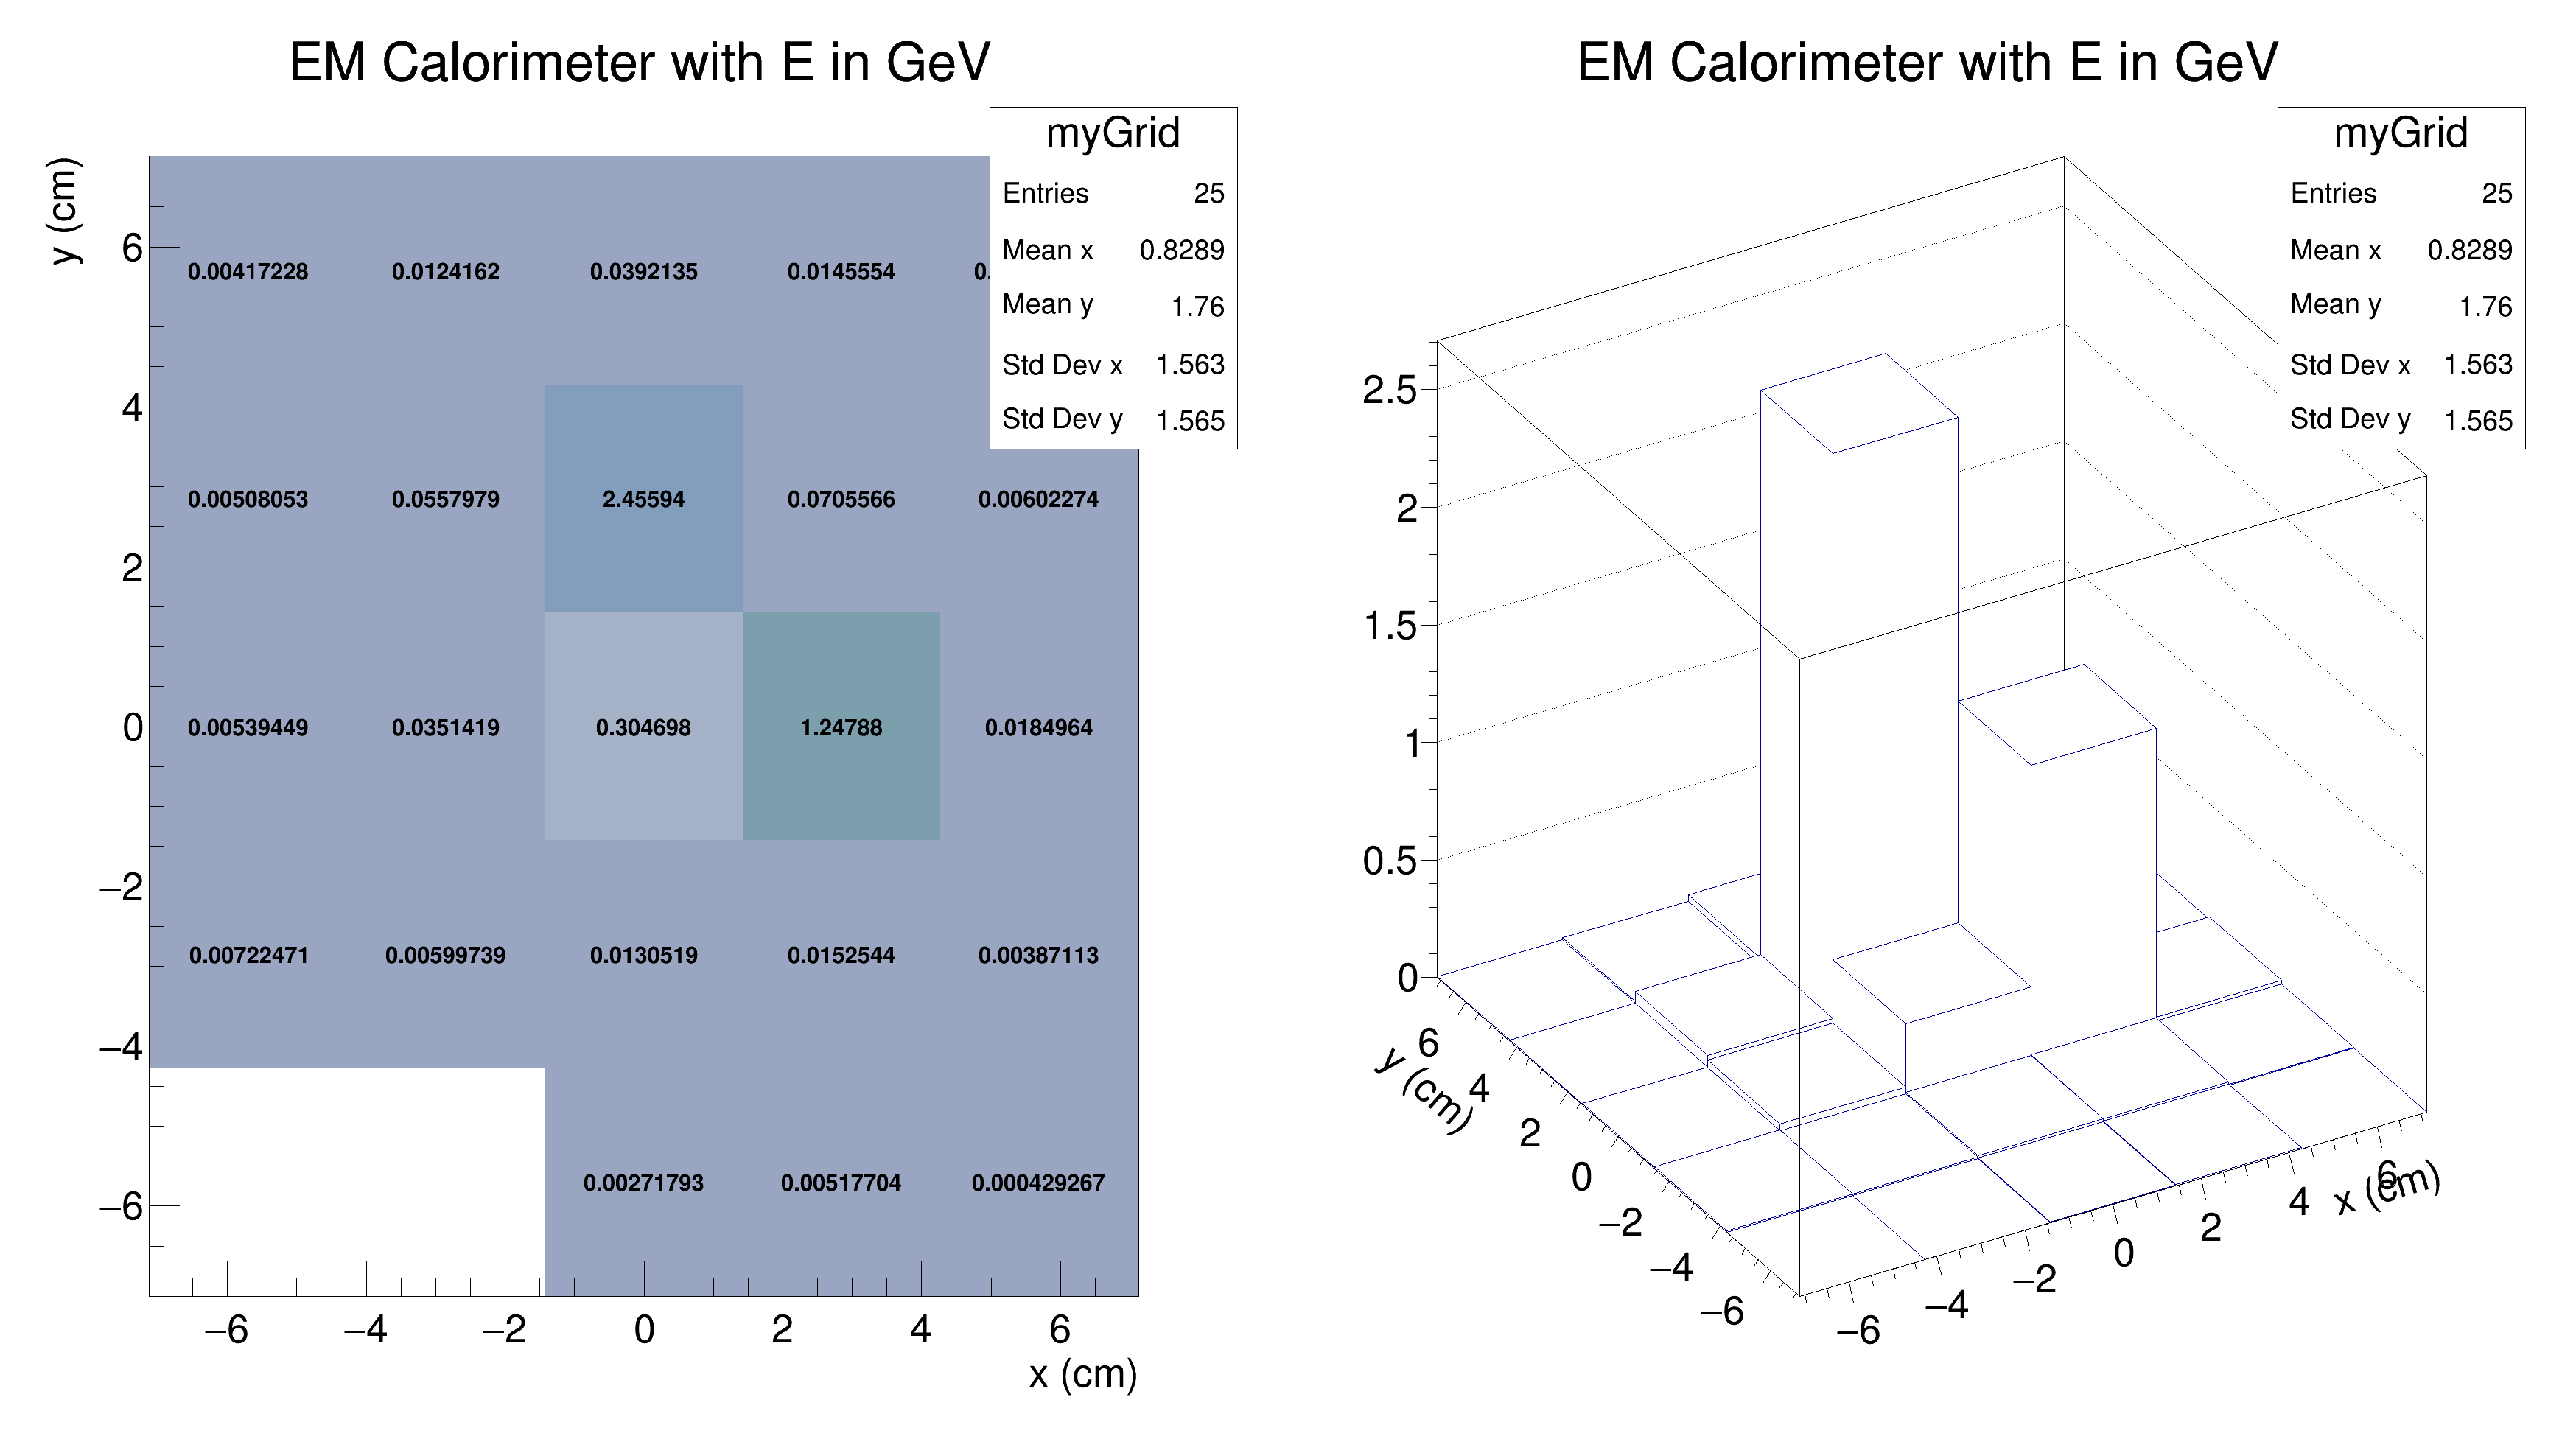 EM Calorimeter with E in GeV
myGrid
Entries 25
Mean x 0.8289
Mean y 1.76
Std Dev x 1.563
Std Dev y 1.565
y (cm)
6
4
2
0
−2
−4
−6
0.00417228 0.0124162 0.0392135 0.0145554 0.
0.00508053 0.0557979 2.45594 0.0705566 0.00602274
0.00539449 0.0351419 0.304698 1.24788 0.0184964
0.00722471 0.00599739 0.0130519 0.0152544 0.00387113
0.00271793 0.00517704 0.000429267
−6 −4 −2 0 2 4 6
x (cm)
EM Calorimeter with E in GeV
myGrid
Entries 25
Mean x 0.8289
Mean y 1.76
Std Dev x 1.563
Std Dev y 1.565
2.5
2
1.5
1
0.5
0
y (cm)
6
4
2
0
−2
−4
−6
−6 −4 −2 0 2 4 6
x (cm)